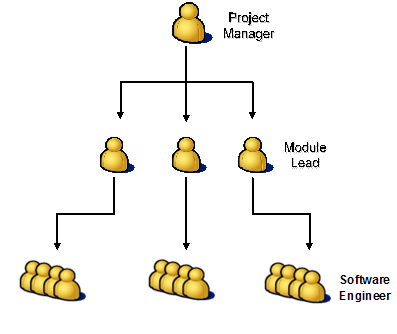 Project
Manager
Module
Lead
Software
Engineer